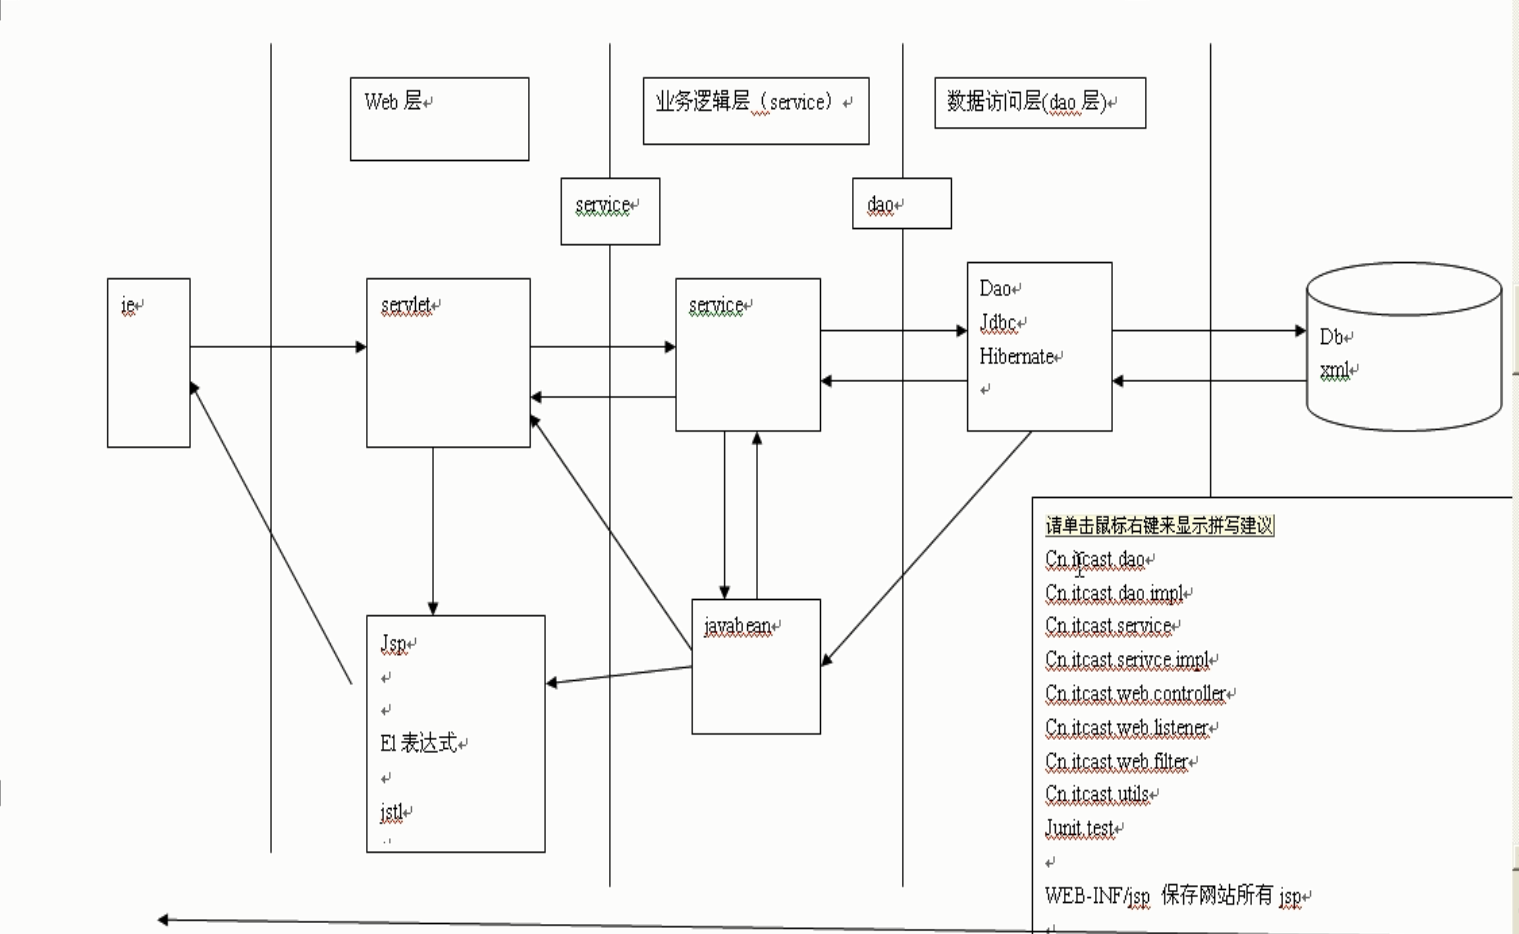 Web 层
业务逻辑层（service）
数据访问层(dao 层)
service
dao
ie
servlet
service
Dao
Jdbc
Hibernate
Db
xml
Jsp
El 表达式
jstl
javabean
请单击鼠标右键来显示拼写建议
Cn.itcast.dao
Cn.itcast.dao.impl
Cn.itcast.service
Cn.itcast.serivce.impl
Cn.itcast.web.controller
Cn.itcast.web.listener
Cn.itcast.web.filter
Cn.itcast.utils
Junit.test
WEB-INF/jsp 保存网站所有 jsp